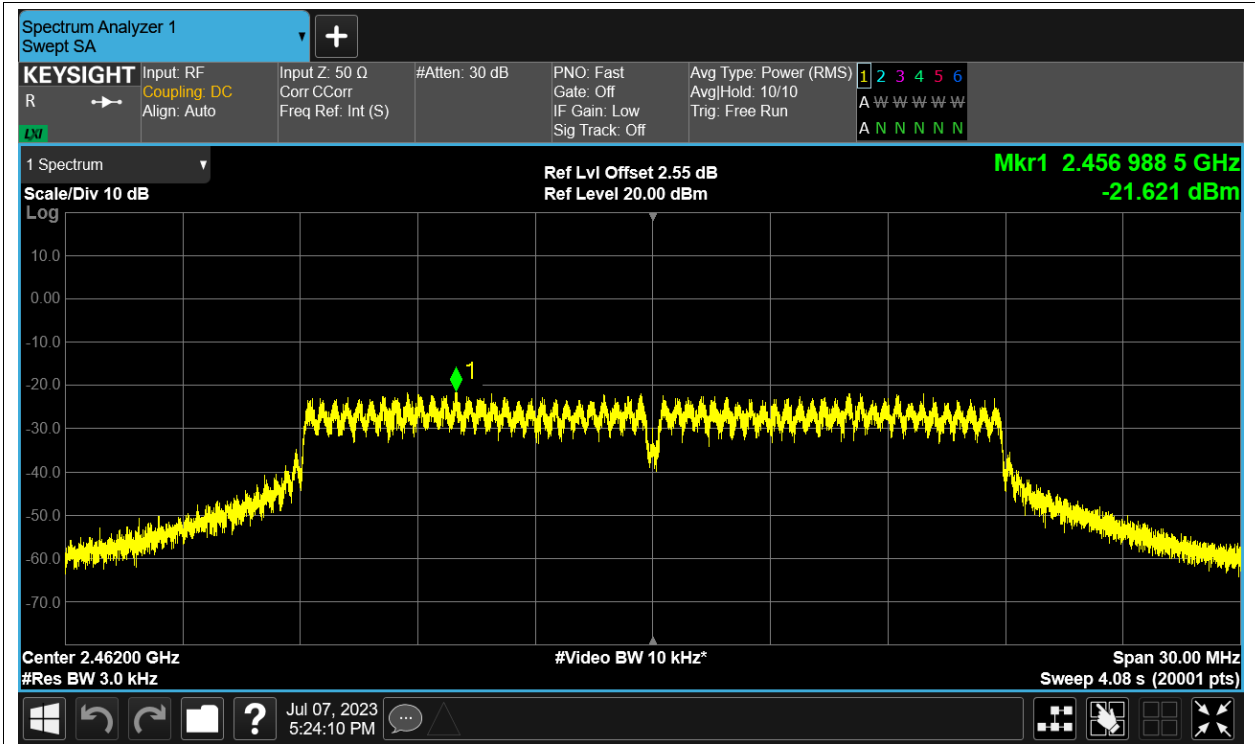 Spectrum Analyzer 1
Swept SA
KEYSIGHT
R
LXI
Input: RF
Coupling: DC
Align: Auto
Input Z: 50 Ω
Corr CCorr
Freq Ref: Int (S)
#Atten: 30 dB
PNO: Fast
Gate: Off
IF Gain: Low
Sig Track: Off
Avg Type: Power (RMS)
Avg|Hold: 10/10
Trig: Free Run
1 2 3 4 5 6
A W W W W W
A N N N N N
1 Spectrum
Scale/Div 10 dB
Log
Ref Lvl Offset 2.55 dB
Ref Level 20.00 dBm
Mkr1 2.456 988 5 GHz
-21.621 dBm
10.0
0.00
-10.0
-20.0
-30.0
-40.0
-50.0
-60.0
-70.0
1
Center 2.46200 GHz
#Res BW 3.0 kHz
#Video BW 10 kHz*
Span 30.00 MHz
Sweep 4.08 s (20001 pts)
?
Jul 07, 2023
5:24:10 PM